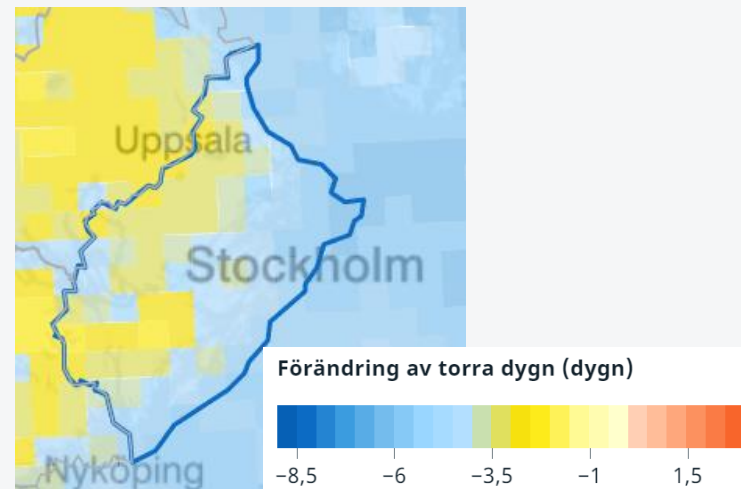 Uppsala
Stockholm
Förändring av torra dygn (dygn)
−8,5 −6 −3,5 −1 1,5
Nyköping